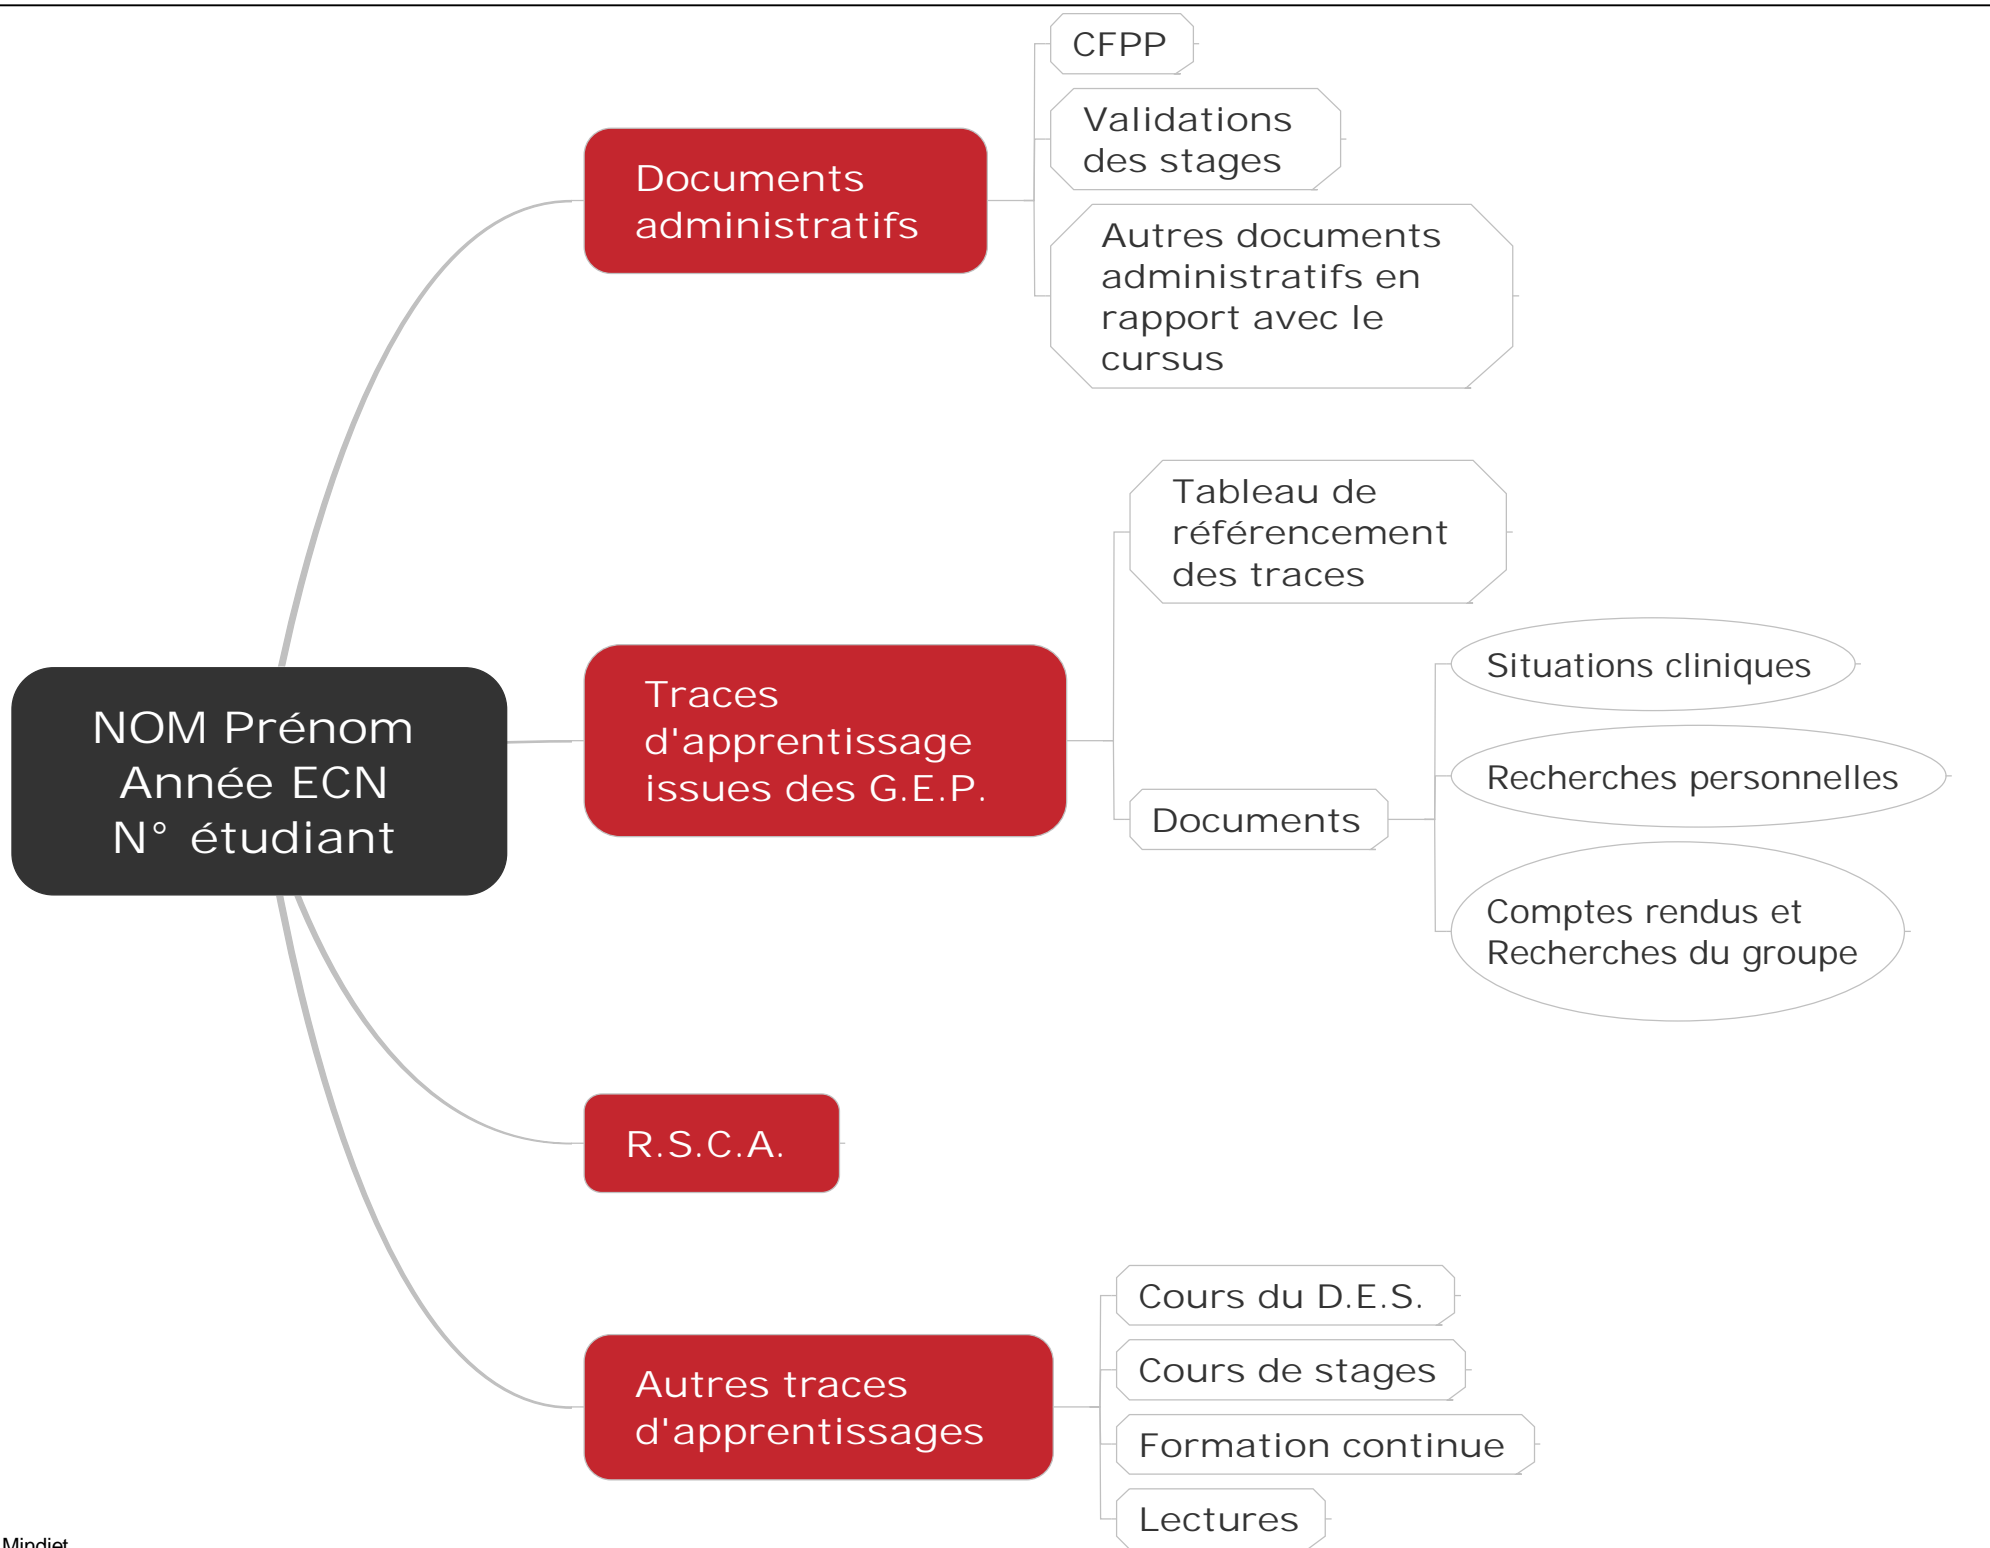 CFPP
Validations
des stages
Documents
administratifs
Autres documents
administratifs en
rapport avec le
cursus
Tableau de
référencement
des traces
Situations cliniques
Traces
d'apprentissage
issues des G.E.P.
NOM Prénom
Année ECN
N° étudiant
Recherches personnelles
Documents
Comptes rendus et
Recherches du groupe
R.S.C.A.
Cours du D.E.S.
Cours de stages
Autres traces
d'apprentissages
Formation continue
Lectures
Mindjet